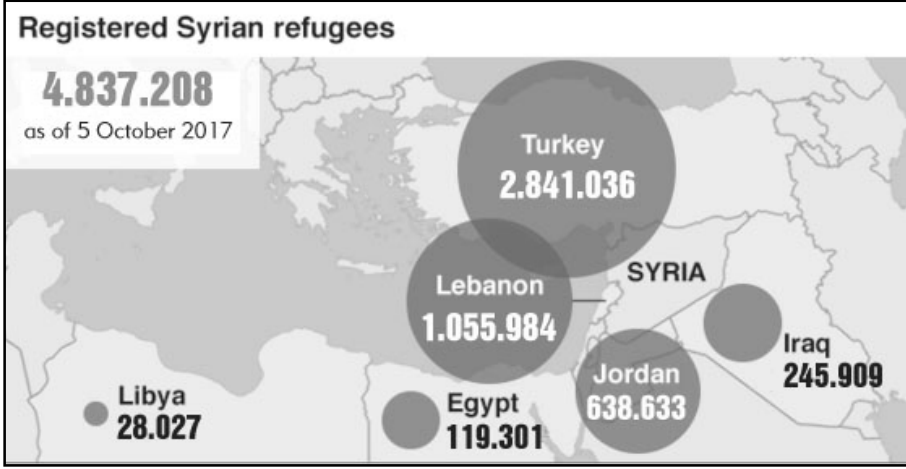 Registered Syrian refugees
4.837.208
as of 5 October 2017
Turkey
2.841.036
Lebanon
1.055.984
SYRIA
Iraq
245.909
Jordan
638.633
Libya
28.027
Egypt
119.301